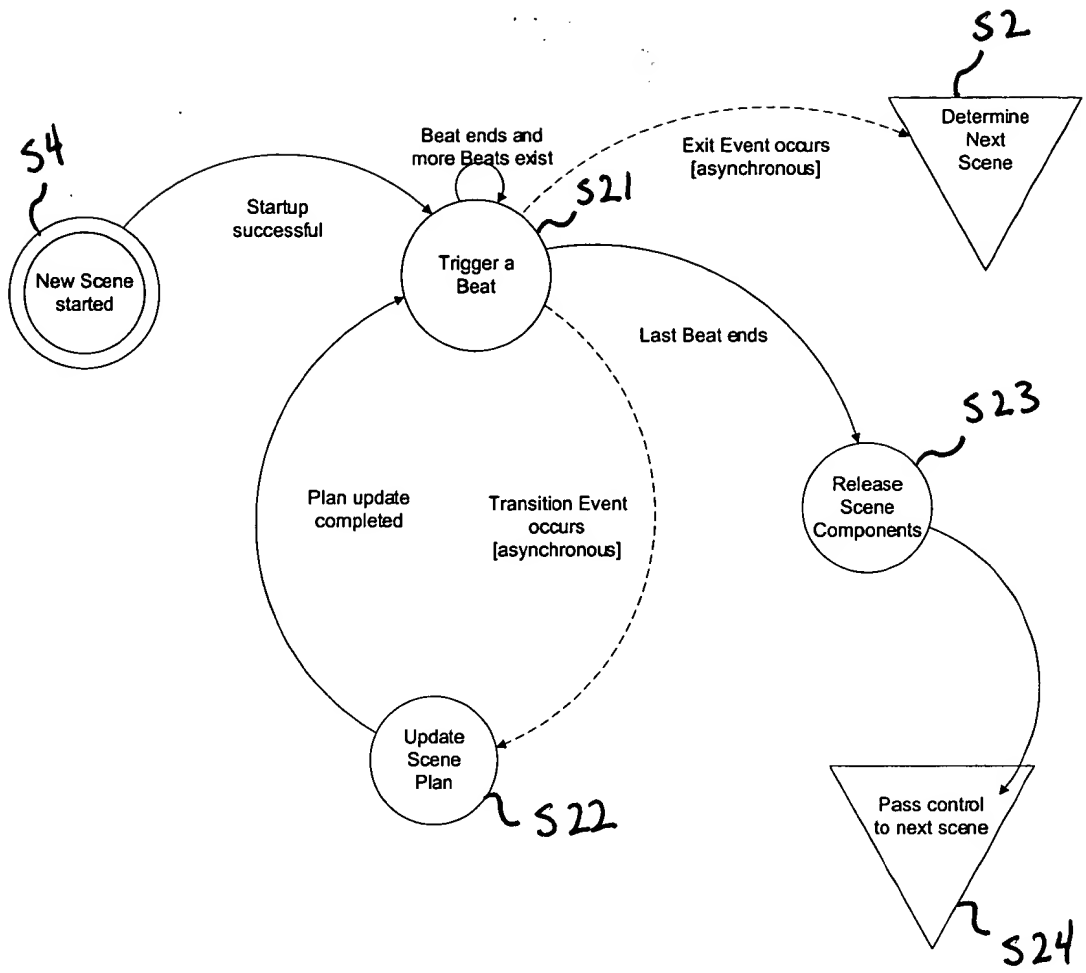 S2
Determine
Next
Scene
Beat ends and
more Beats exist
Exit Event occurs
[asynchronous]
S4
S21
Startup
successful
New Scene
started
Trigger a
Beat
Last Beat ends
S23
Release
Scene
Components
Plan update
completed
Transition Event
occurs
[asynchronous]
Update
Scene
Plan
S22
Pass control
to next scene
S24